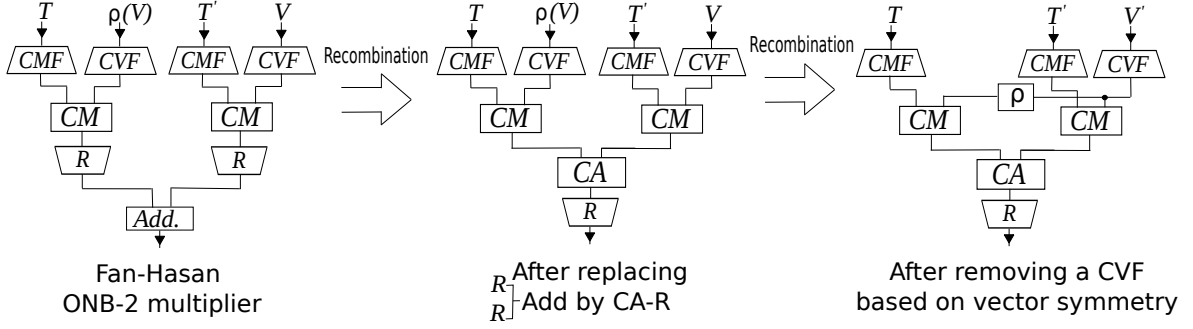 T ρ(V) T' V
CMF CVF CMF CVF
CM CM
R R
Add.
Fan-Hasan
ONB-2 multiplier
Recombination
T ρ(V) T' V
CMF CVF CMF CVF
CM CM
CA
R
After replacing
R
R
Add by CA-R
Recombination
T T' V'
CMF CMF CVF
ρ
CM CM
CA
R
After removing a CVF
based on vector symmetry